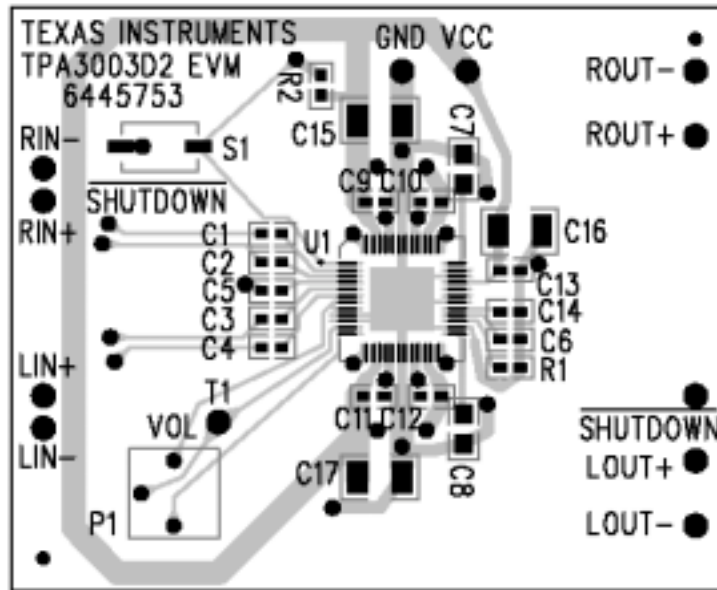 TEXAS INSTRUMENTS
TPA3003D2 EVM
6445753
GND VCC
ROUT-
R2
C15
C7
ROUT+
RIN-
S1
SHUTDOWN
C9 C10
RIN+
C1
U1
C16
C2
C5
C13
C3
C14
C4
C6
LIN+
R1
T1
VOL
C11 C12
SHUTDOWN
LIN-
C17
C8
LOUT+
P1
LOUT-